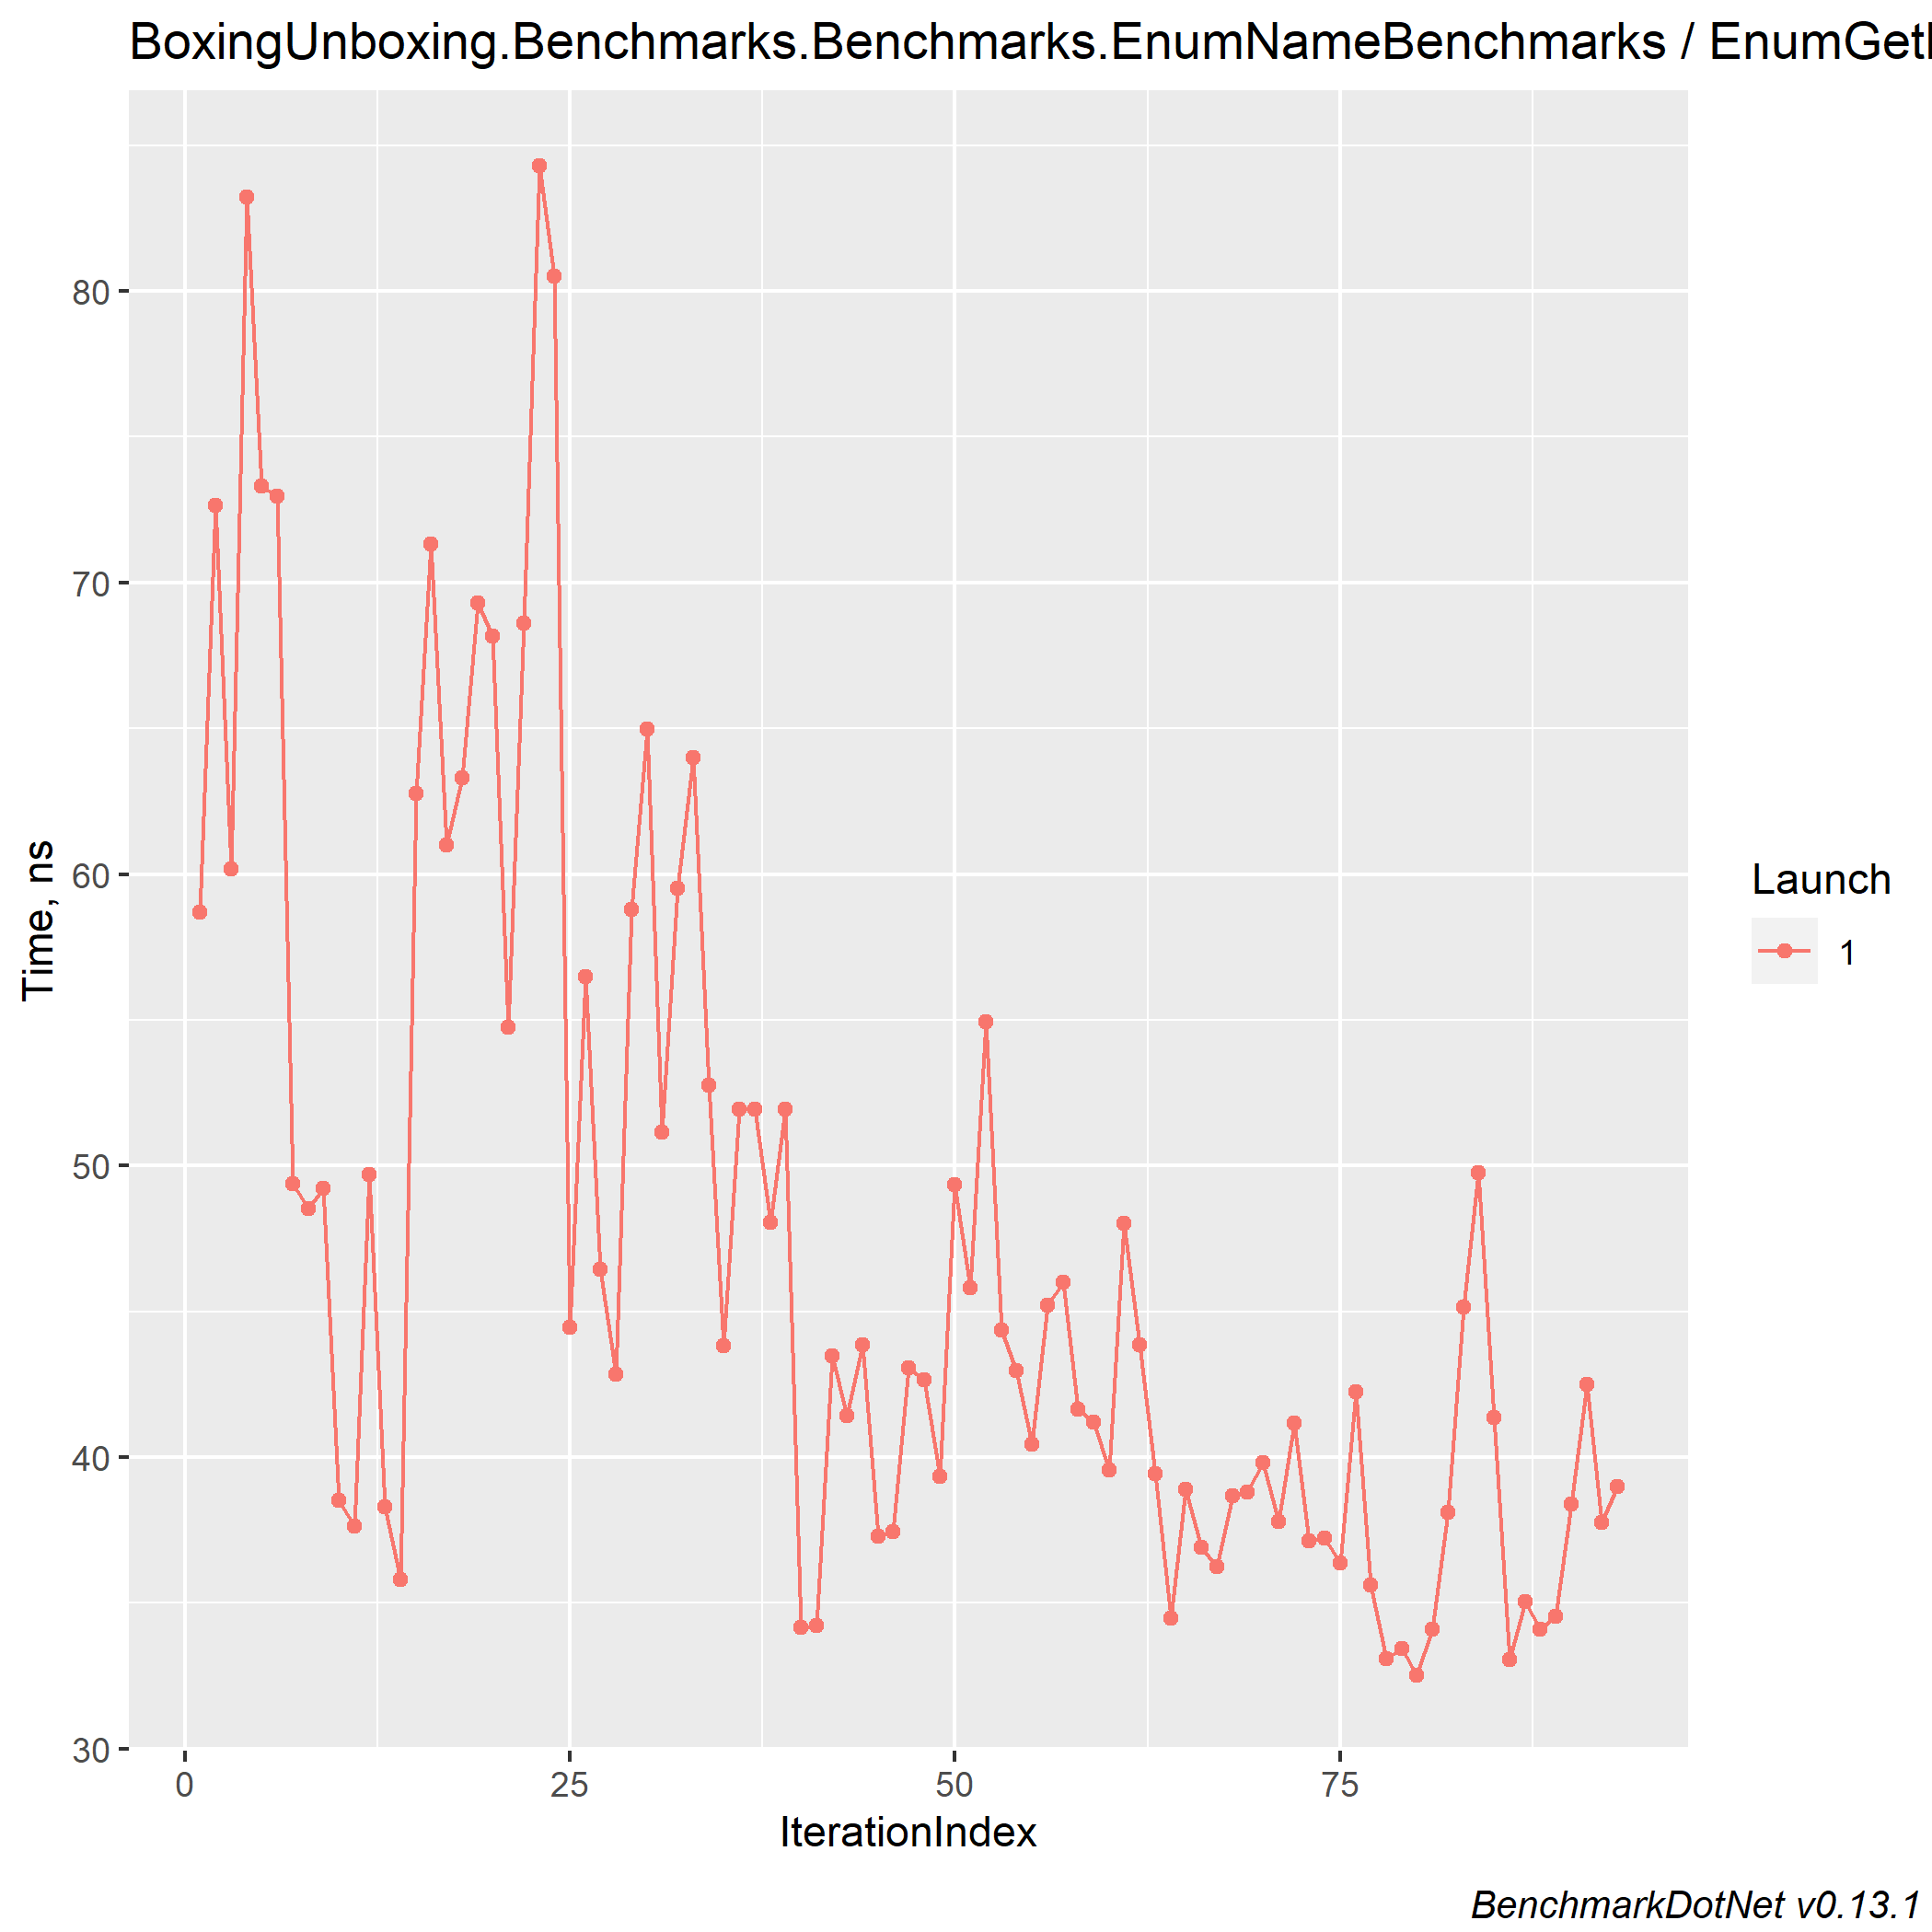 BoxingUnboxing.Benchmarks.Benchmarks.EnumNameBenchmarks / EnumGet
80
70
60
50
40
30
Time, ns
0 25 50 75
IterationIndex
Launch
1
BenchmarkDotNet v0.13.1